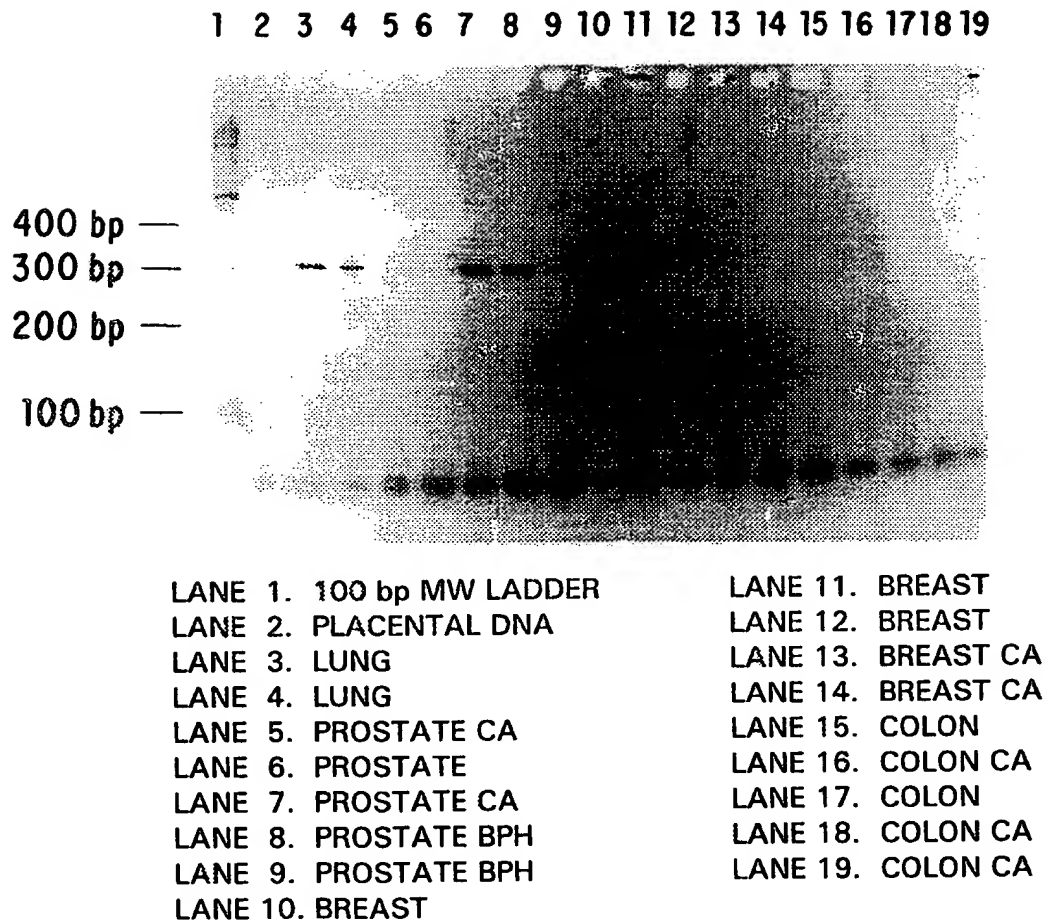 1 2 3 4 5 6 7 8 9 10 11 12 13 14 15 16 17 18 19
400 bp
300 bp
200 bp
100 bp
LANE 1. 100 bp MW LADDER
LANE 2. PLACENTAL DNA
LANE 3. LUNG
LANE 4. LUNG
LANE 5. PROSTATE CA
LANE 6. PROSTATE
LANE 7. PROSTATE CA
LANE 8. PROSTATE BPH
LANE 9. PROSTATE BPH
LANE 10. BREAST
LANE 11. BREAST
LANE 12. BREAST
LANE 13. BREAST CA
LANE 14. BREAST CA
LANE 15. COLON
LANE 16. COLON CA
LANE 17. COLON
LANE 18. COLON CA
LANE 19. COLON CA